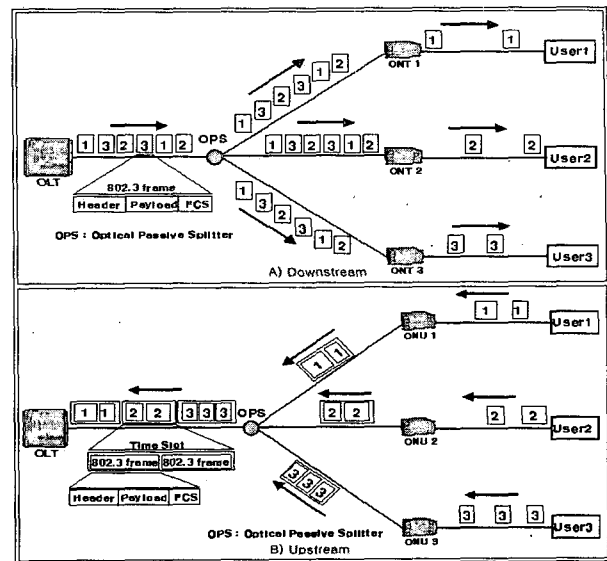 1 1 User1
ONT 1
1 3 2 3 1 2
1 3 2 3 1 2 OPS 1 3 2 3 1 2 2 2 User2
OLT ONT 2
802.3 frame
Header Payload FCS
1 3 2 3 1 2
OPS : Optical Passive Splitter
3 3 User3
ONT 3
A) Downstream
1 1 User1
ONU 1
1 1
1 1 2 2 3 3 3 OPS 2 2 2 2 User2
OLT ONU 2
Time Slot
802.3 frame 802.3 frame
3 3 3
Header Payload FCS
3 3 3 User3
OPS : Optical Passive Splitter
ONU 3
B) Upstream